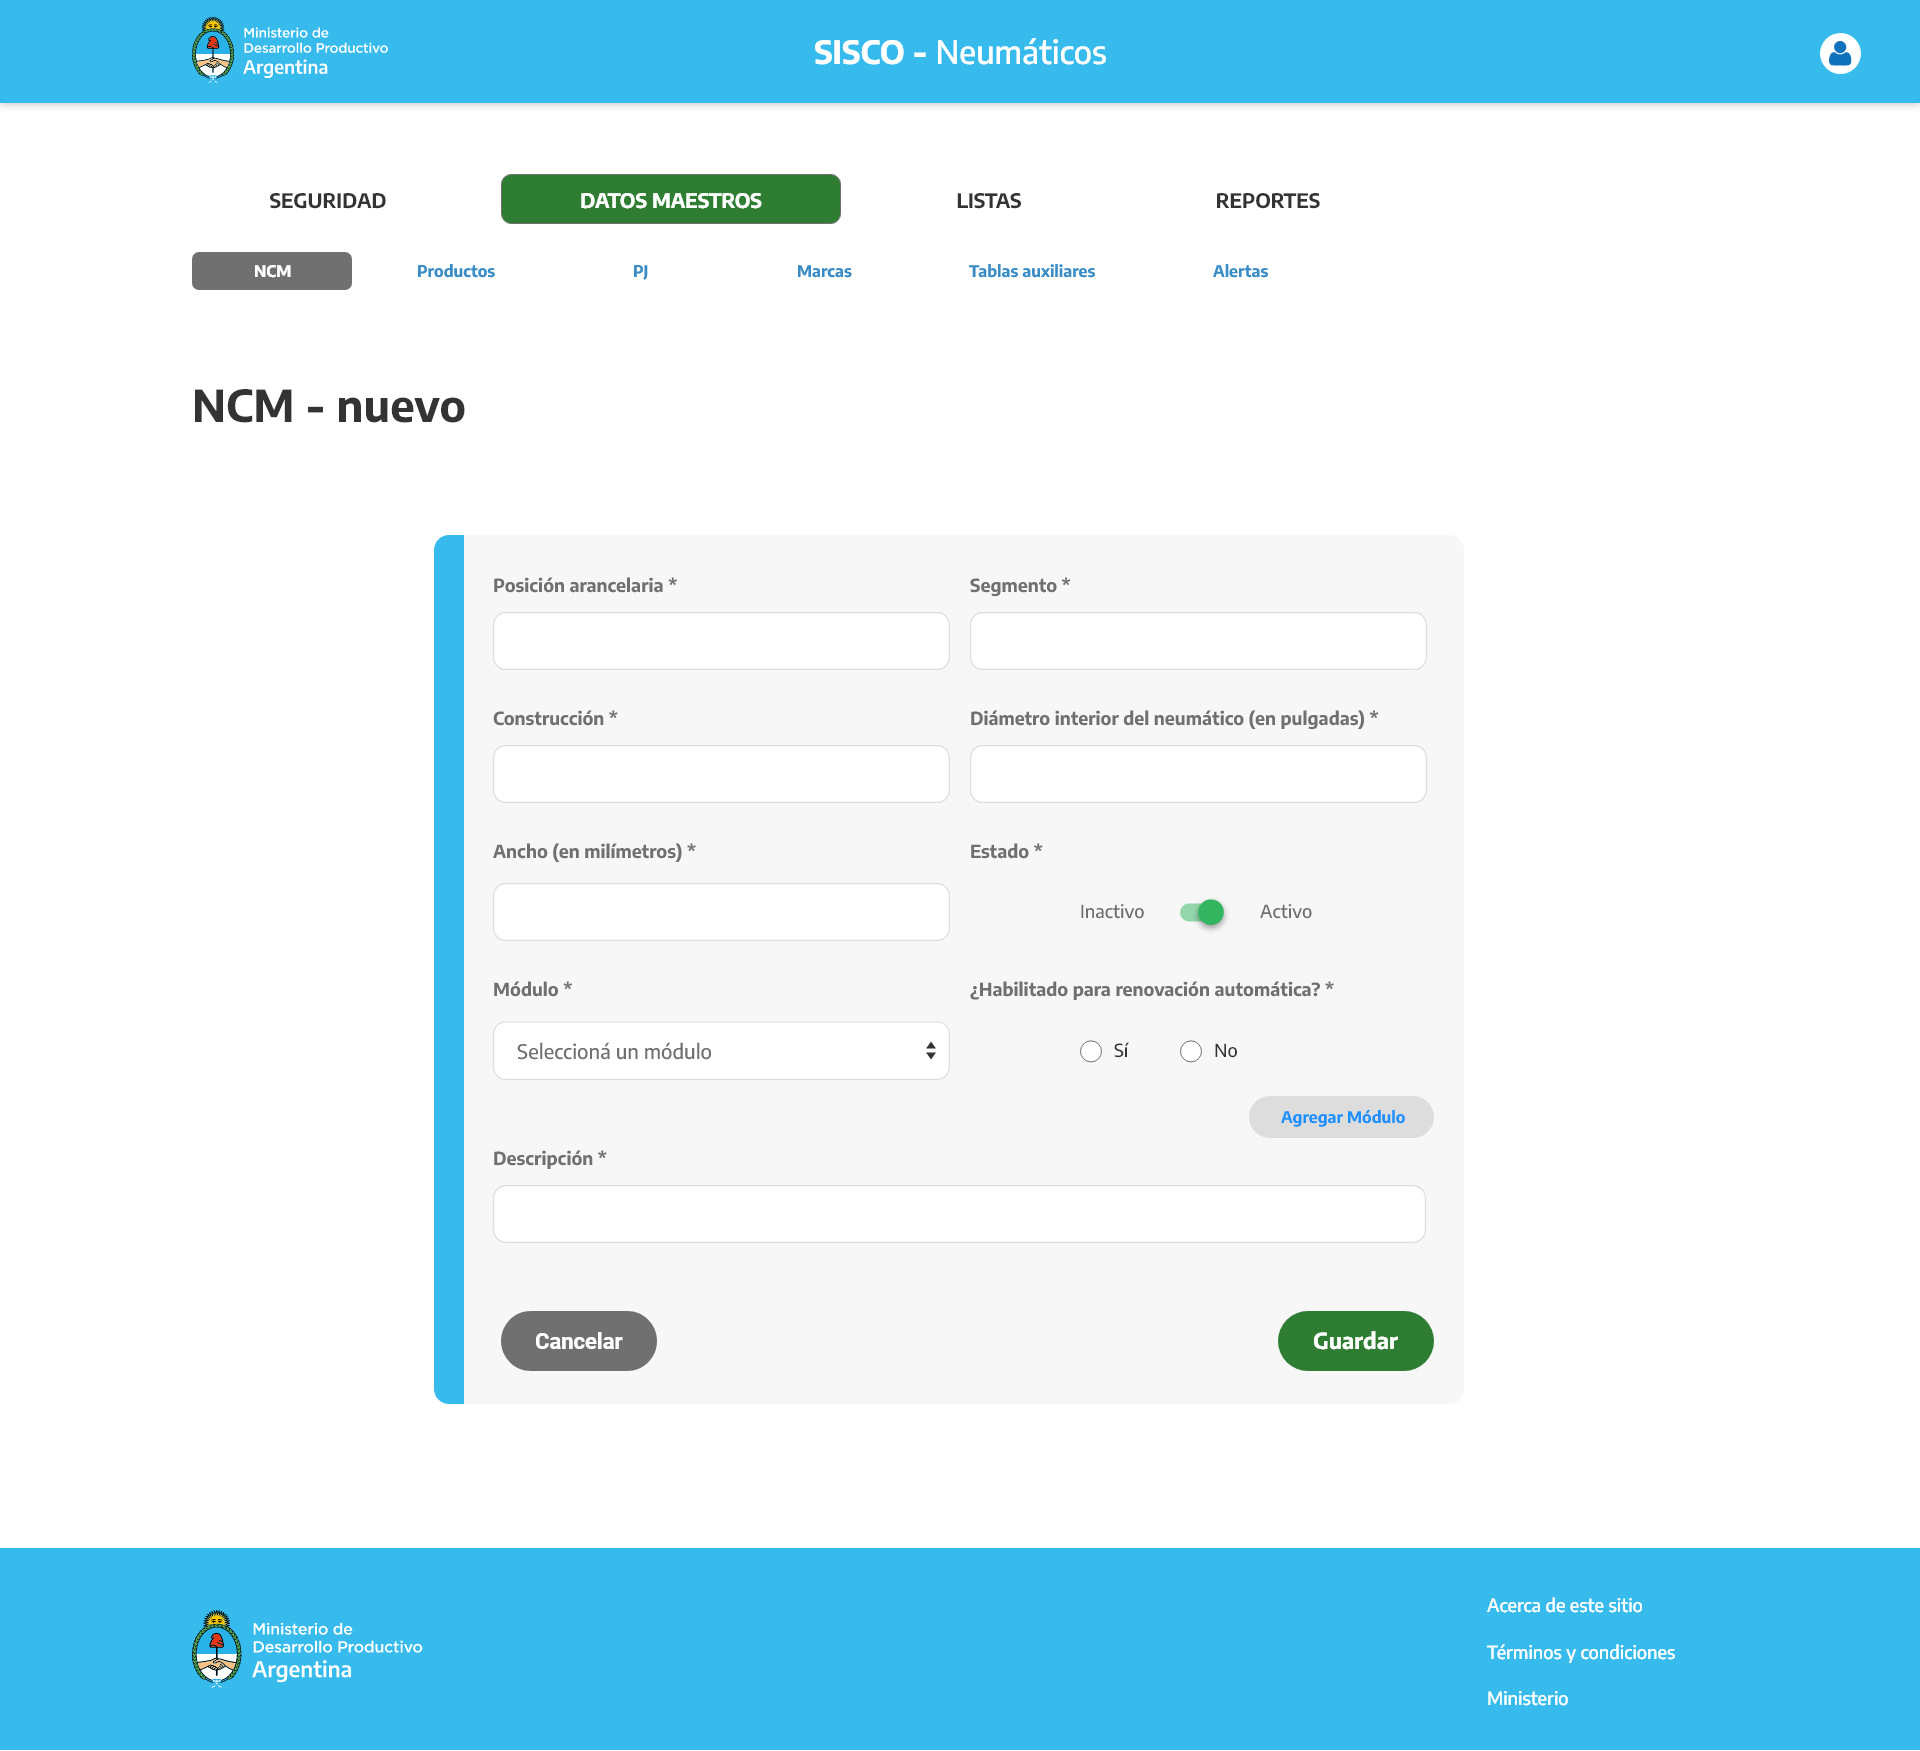 Ministerio de
Desarrollo Productivo
Argentina
SISCO - Neumáticos
SEGURIDAD
DATOS MAESTROS
LISTAS
REPORTES
NCM
Productos
PJ
Marcas
Tablas auxiliares
Alertas
NCM - nuevo
Posición arancelaria *
Segmento *
Construcción *
Diámetro interior del neumático (en pulgadas) *
Ancho (en milímetros) *
Estado *
Inactivo
Activo
Módulo *
¿Habilitado para renovación automática? *
Seleccioná un módulo
Sí
No
Agregar Módulo
Descripción *
Cancelar
Guardar
Ministerio de
Desarrollo Productivo
Argentina
Acerca de este sitio
Términos y condiciones
Ministerio